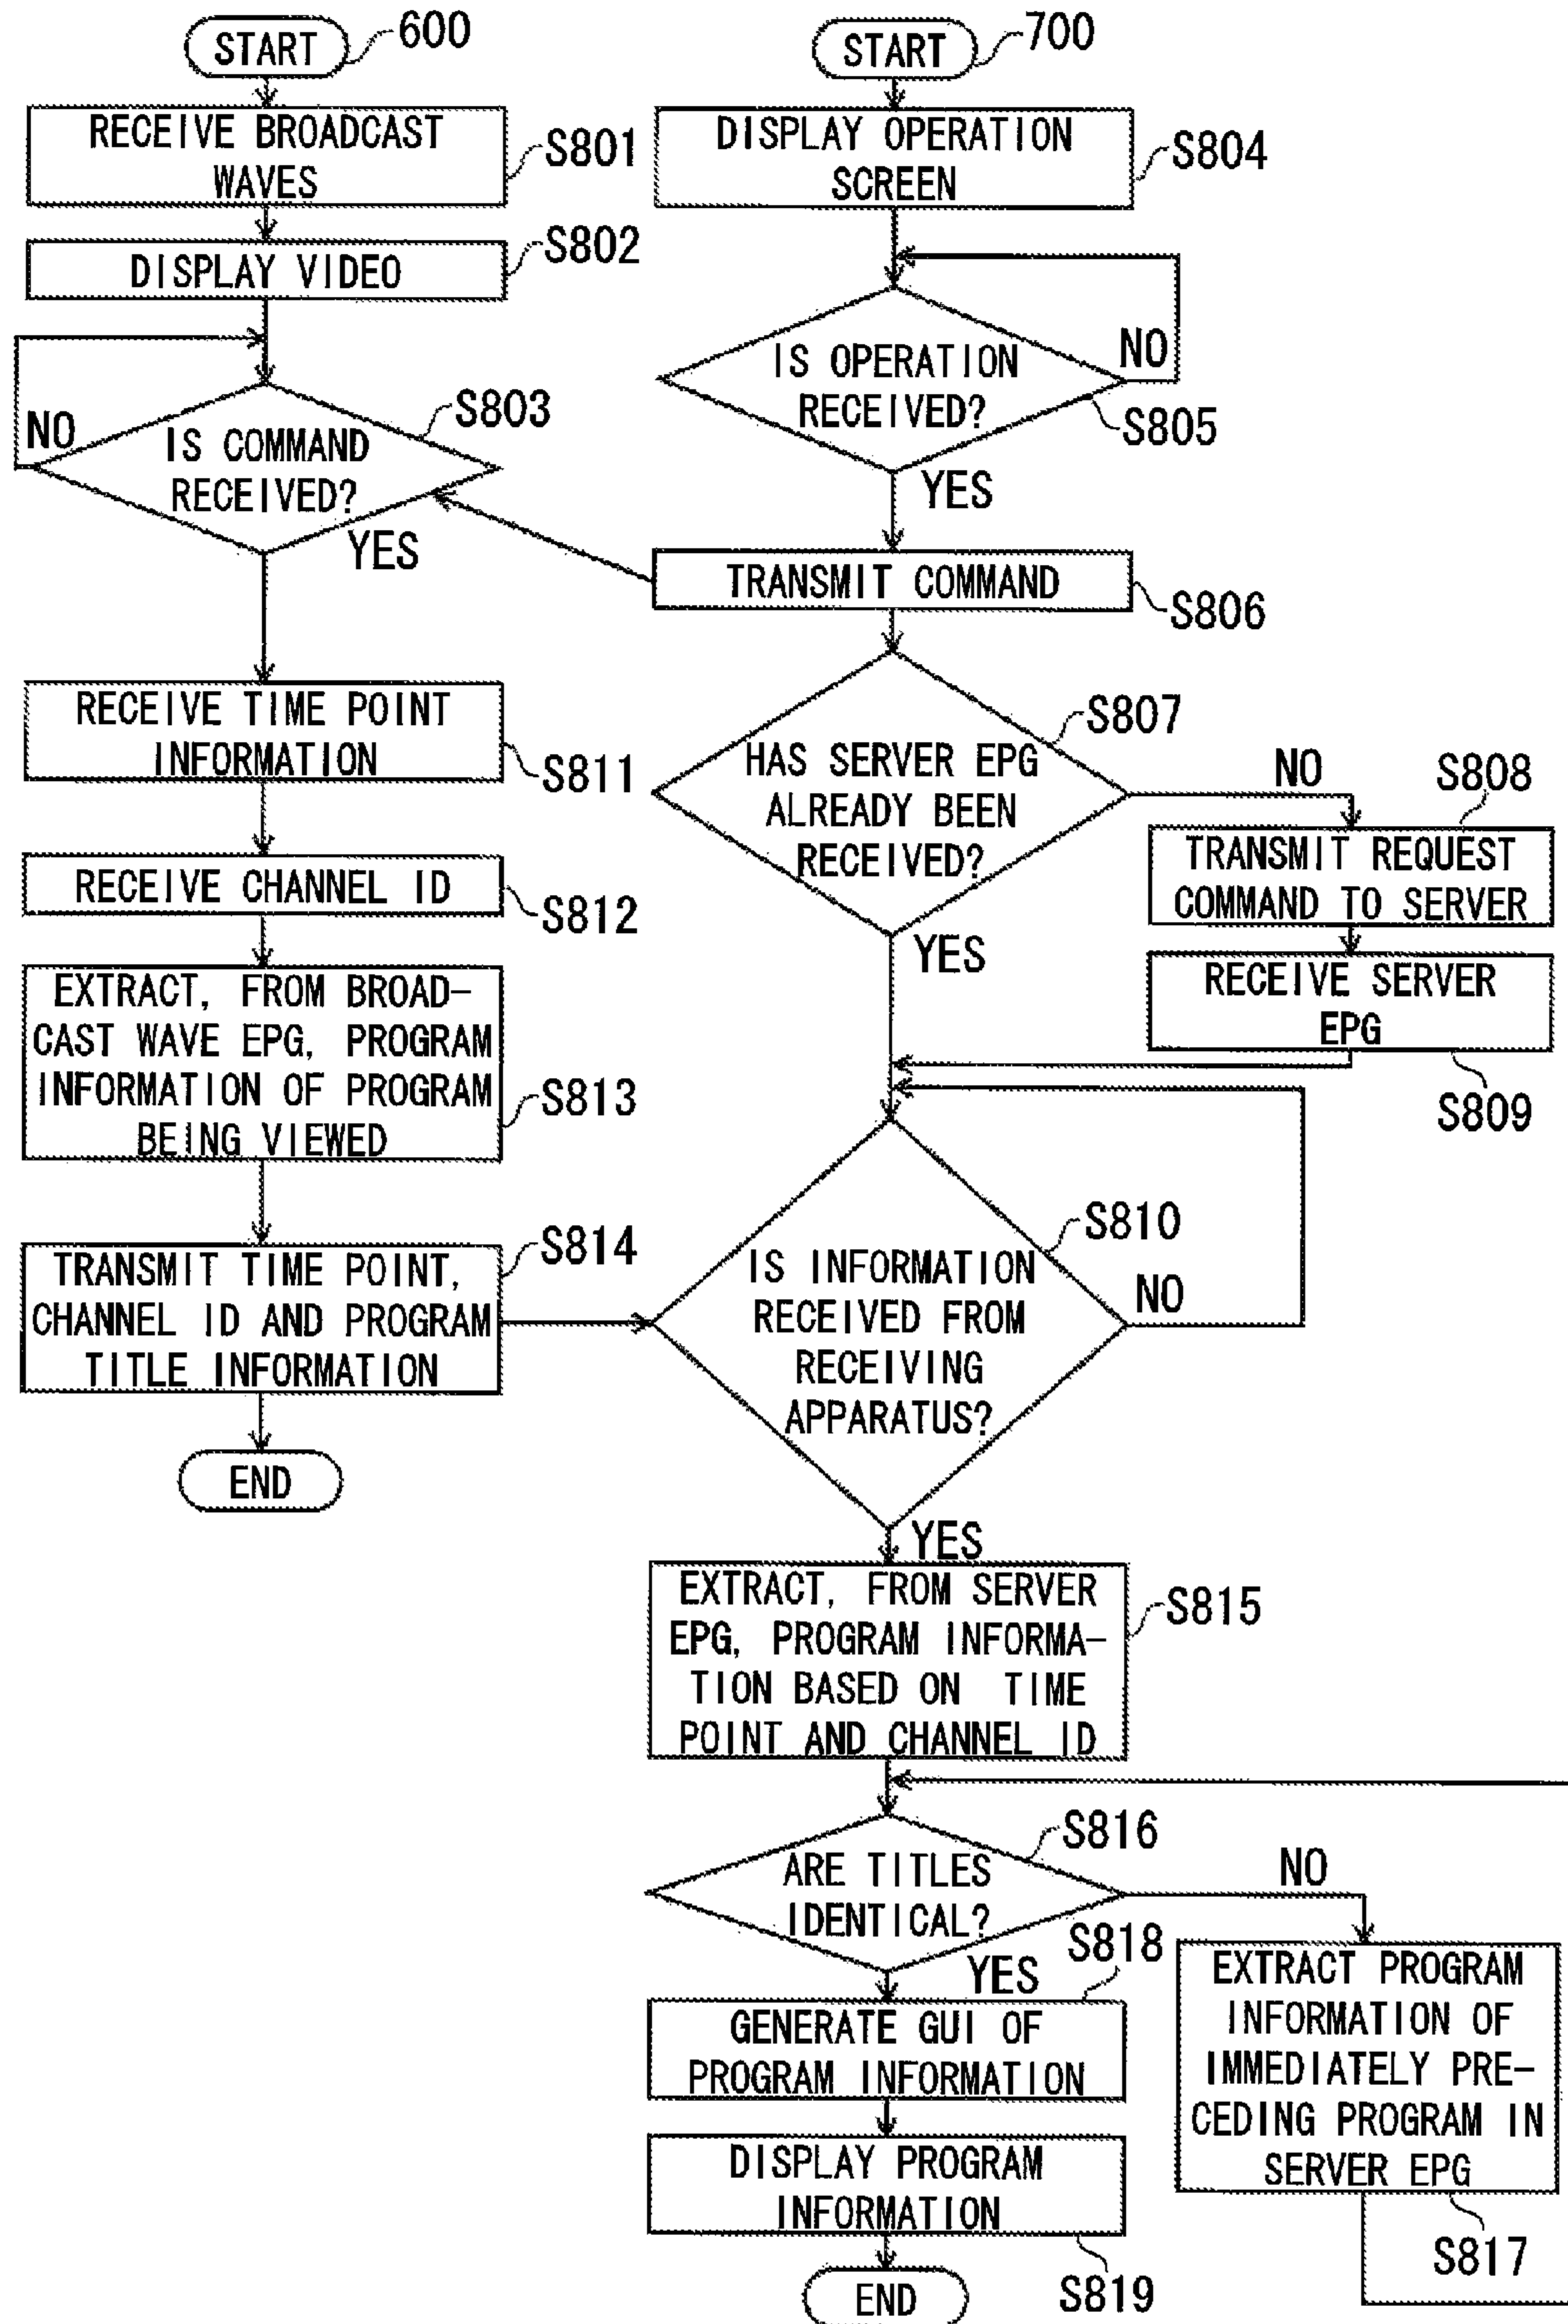 START
600
RECEIVE BROADCAST
WAVES
S801
DISPLAY VIDEO
S802
NO
IS COMMAND
RECEIVED?
S803
YES
RECEIVE TIME POINT
INFORMATION
S811
RECEIVE CHANNEL ID
S812
EXTRACT, FROM BROAD-
CAST WAVE EPG, PROGRAM
INFORMATION OF PROGRAM
BEING VIEWED
S813
TRANSMIT TIME POINT,
CHANNEL ID AND PROGRAM
TITLE INFORMATION
S814
END
START
700
DISPLAY OPERATION
SCREEN
S804
IS OPERATION
RECEIVED?
NO
S805
YES
TRANSMIT COMMAND
S806
HAS SERVER EPG
ALREADY BEEN
RECEIVED?
S807
NO
YES
S808
TRANSMIT REQUEST
COMMAND TO SERVER
RECEIVE SERVER
EPG
S809
IS INFORMATION
RECEIVED FROM
RECEIVING
APPARATUS?
S810
NO
YES
EXTRACT, FROM SERVER
EPG, PROGRAM INFORMA-
TION BASED ON TIME
POINT AND CHANNEL ID
S815
ARE TITLES
IDENTICAL?
S816
NO
YES
S818
GENERATE GUI OF
PROGRAM INFORMATION
EXTRACT PROGRAM
INFORMATION OF
IMMEDIATELY PRE-
CEDING PROGRAM IN
SERVER EPG
S817
DISPLAY PROGRAM
INFORMATION
S819
END